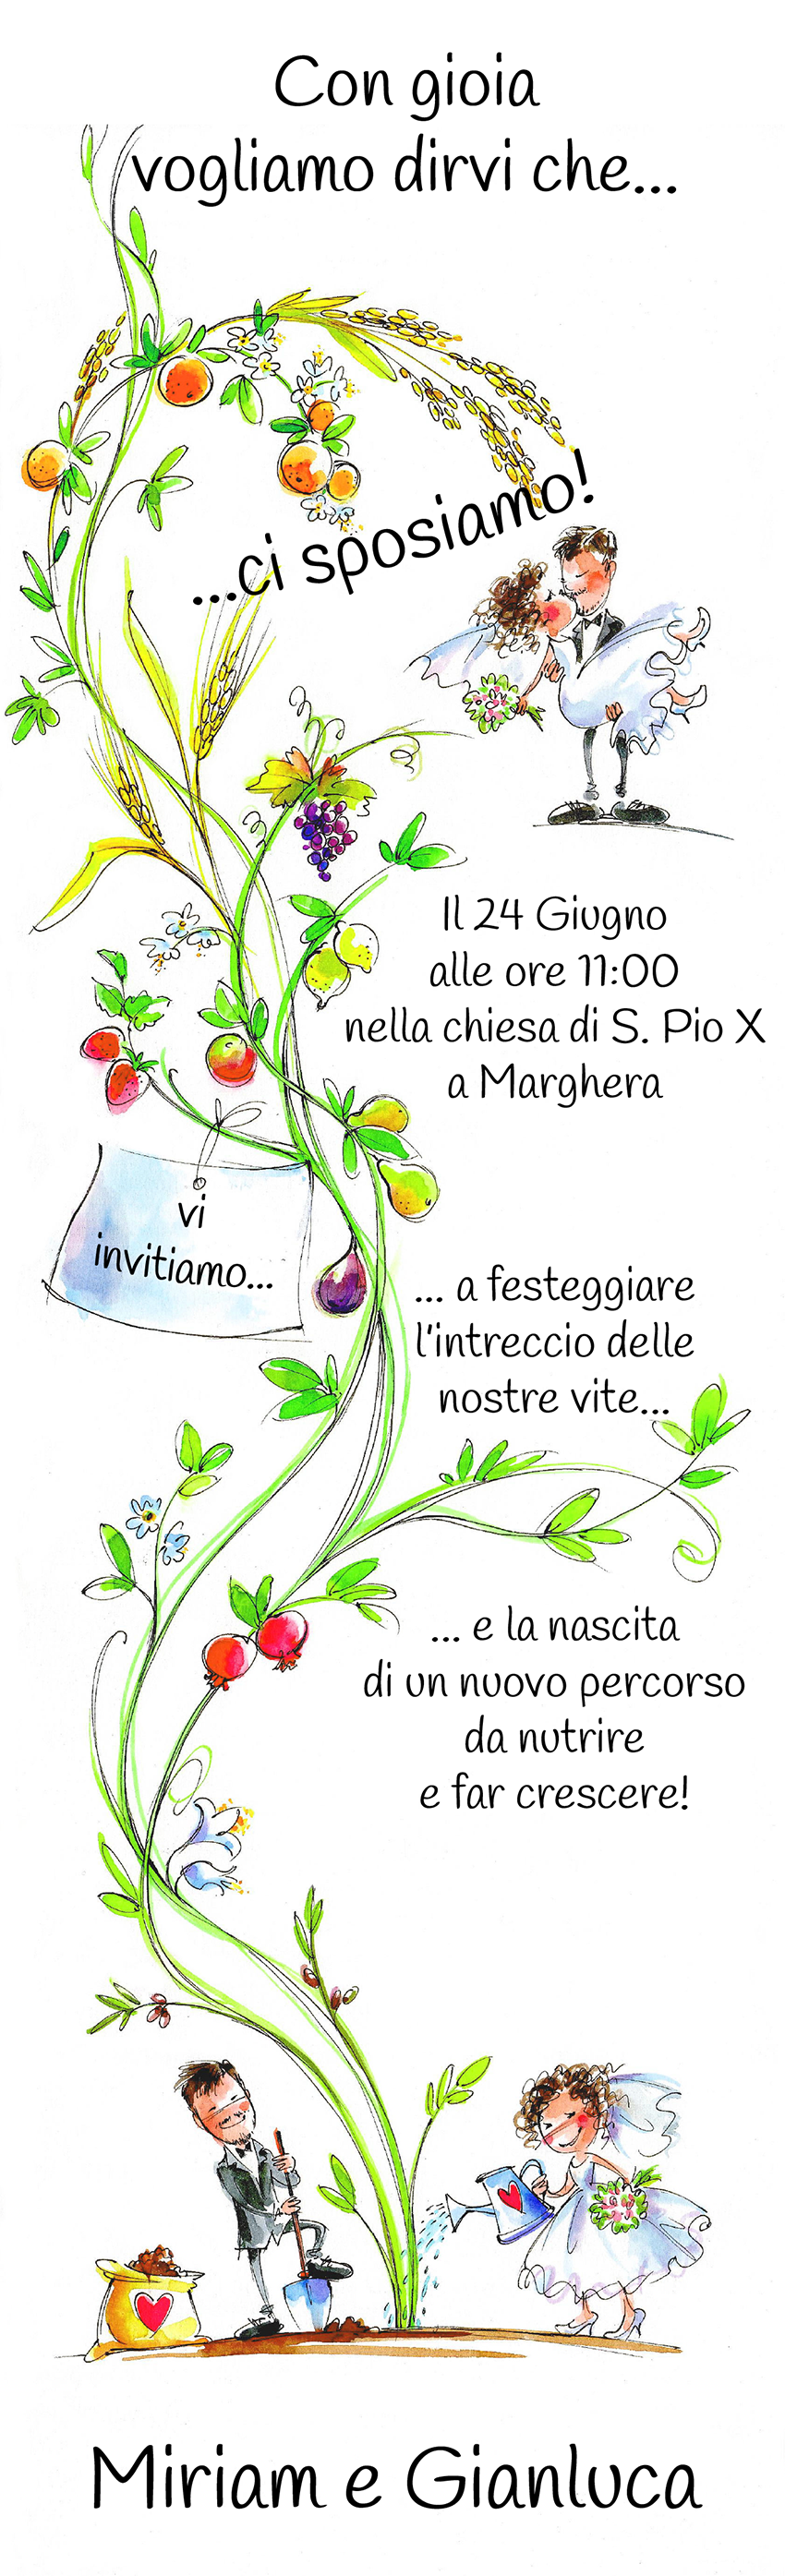 Con gioia
vogliamo dirvi che...
...ci sposiamo!
Il 24 Giugno
alle ore 11:00
nella chiesa di S. Pio X
a Marghera
vi
invitiamo...
... a festeggiare
l'intreccio delle
nostre vite...
... e la nascita
di un nuovo percorso
da nutrire
e far crescere!
Miriam e Gianluca